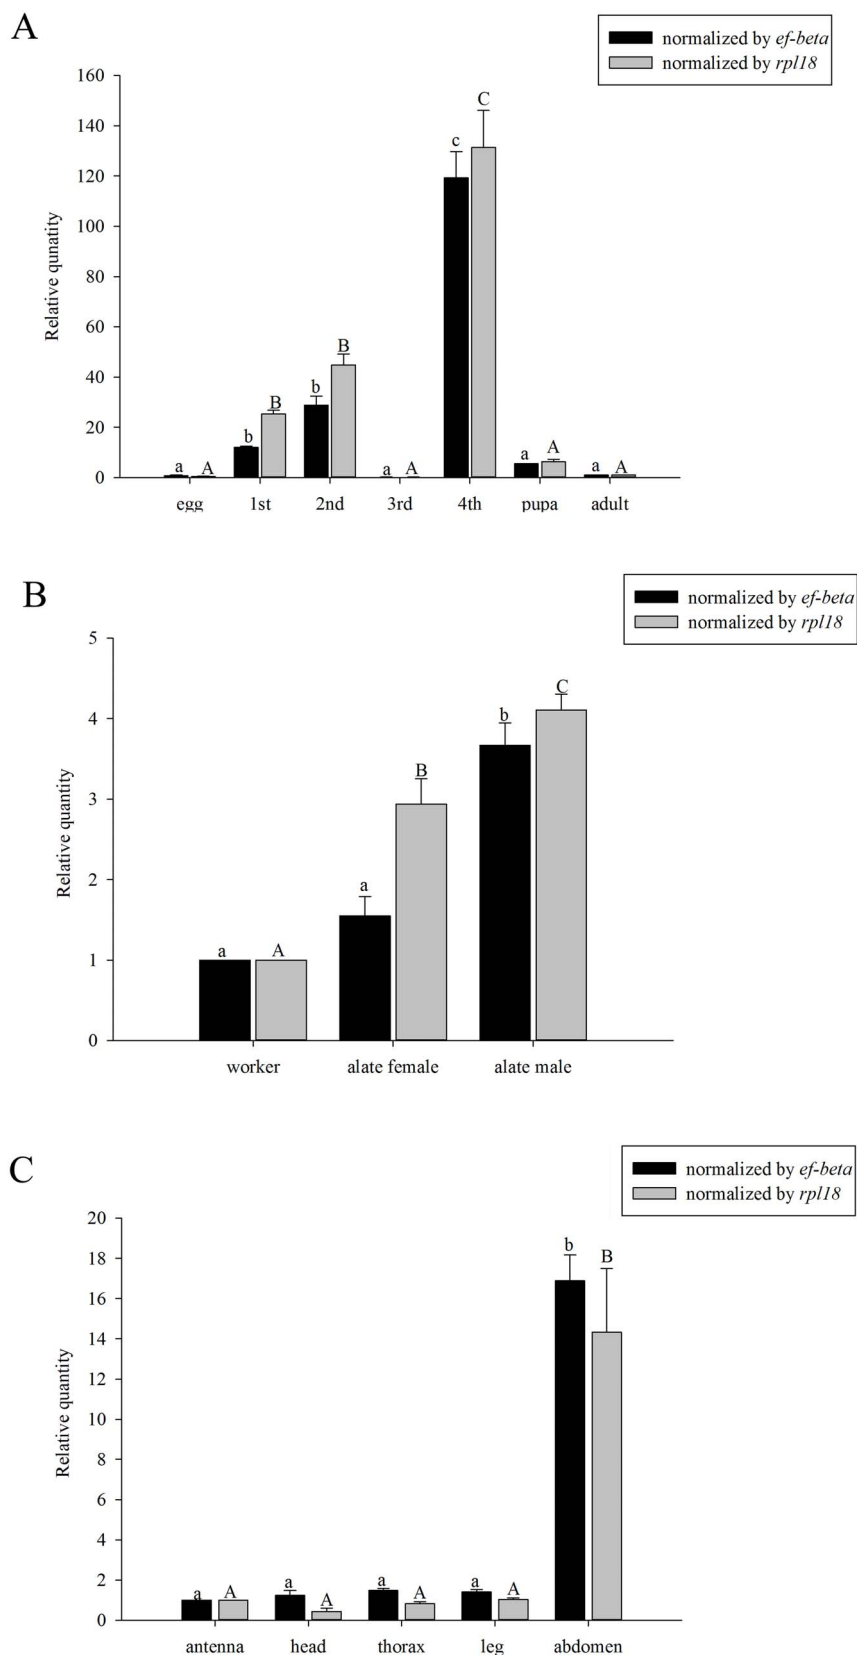 A
normalized by ef-beta
normalized by rpl18
160
140
120
100
80
60
40
20
0
Relative qunatity
a A
b B
b B
a A
c C
a A
a A
egg 1st 2nd 3rd 4th pupa adult
B
normalized by ef-beta
normalized by rpl18
5
4
3
2
1
0
Relative quantity
a A
a B
b C
worker alate female alate male
C
normalized by ef-beta
normalized by rpl18
20
18
16
14
12
10
8
6
4
2
0
Relative quantity
a A
a A
a A
a A
b B
antenna head thorax leg abdomen